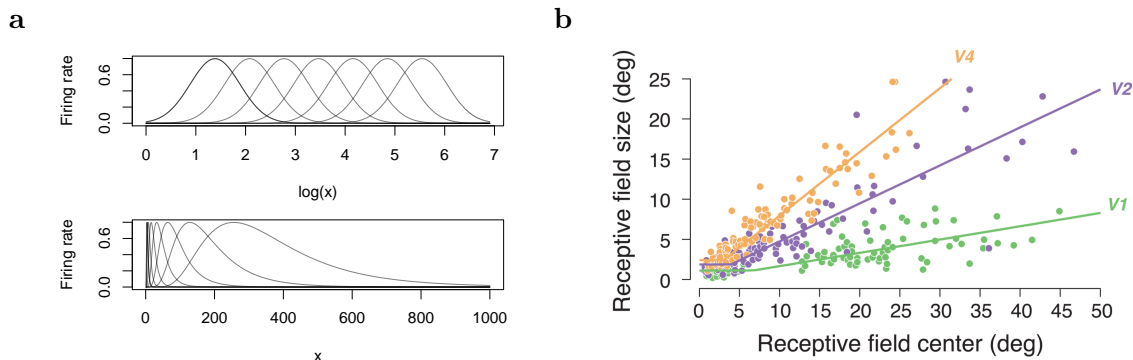 a
Firing rate
0.0 0.6
0 1 2 3 4 5 6 7
log(x)
Firing rate
0.0 0.6
0 200 400 600 800 1000
x
b
Receptive field size (deg)
25
20
15
10
5
0
V4
V2
V1
0 5 10 15 20 25 30 35 40 45 50
Receptive field center (deg)